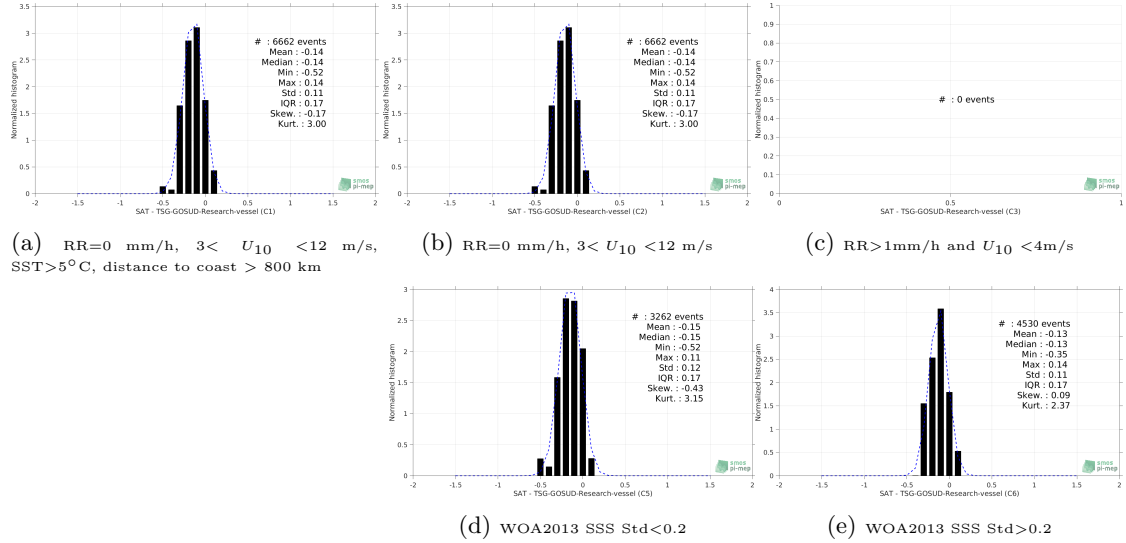 3.5
3
2.5
2
1.5
1
0.5
0
-2 -1.5 -1 -0.5 0 0.5 1 1.5 2
Normalized histogram
SAT - TSG-GOSUD-Research-vessel (C1)
# : 6662 events
Mean : -0.14
Median : -0.14
Min : -0.52
Max : 0.14
Std : 0.11
IQR : 0.17
Skew. : -0.17
Kurt. : 3.00
smos
pi-mep
(a) RR=0 mm/h, 3< U10 <12 m/s,
SST>5°C, distance to coast > 800 km
3.5
3
2.5
2
1.5
1
0.5
0
-2 -1.5 -1 -0.5 0 0.5 1 1.5 2
Normalized histogram
SAT - TSG-GOSUD-Research-vessel (C2)
# : 6662 events
Mean : -0.14
Median : -0.14
Min : -0.52
Max : 0.14
Std : 0.11
IQR : 0.17
Skew. : -0.17
Kurt. : 3.00
smos
pi-mep
(b) RR=0 mm/h, 3< U10 <12 m/s
1
0.9
0.8
0.7
0.6
0.5
0.4
0.3
0.2
0.1
0
0 0.5 1
Normalized histogram
SAT - TSG-GOSUD-Research-vessel (C3)
# : 0 events
smos
pi-mep
(c) RR>1mm/h and U10 <4m/s
3
2.5
2
1.5
1
0.5
0
-2 -1.5 -1 -0.5 0 0.5 1 1.5 2
Normalized histogram
SAT - TSG-GOSUD-Research-vessel (C5)
# : 3262 events
Mean : -0.15
Median : -0.15
Min : -0.52
Max : 0.11
Std : 0.12
IQR : 0.17
Skew. : -0.43
Kurt. : 3.15
smos
pi-mep
(d) WOA2013 SSS Std<0.2
4
3.5
3
2.5
2
1.5
1
0.5
0
-2 -1.5 -1 -0.5 0 0.5 1 1.5 2
Normalized histogram
SAT - TSG-GOSUD-Research-vessel (C6)
# : 4530 events
Mean : -0.13
Median : -0.13
Min : -0.35
Max : 0.14
Std : 0.11
IQR : 0.17
Skew. : 0.09
Kurt. : 2.37
smos
pi-mep
(e) WOA2013 SSS Std>0.2